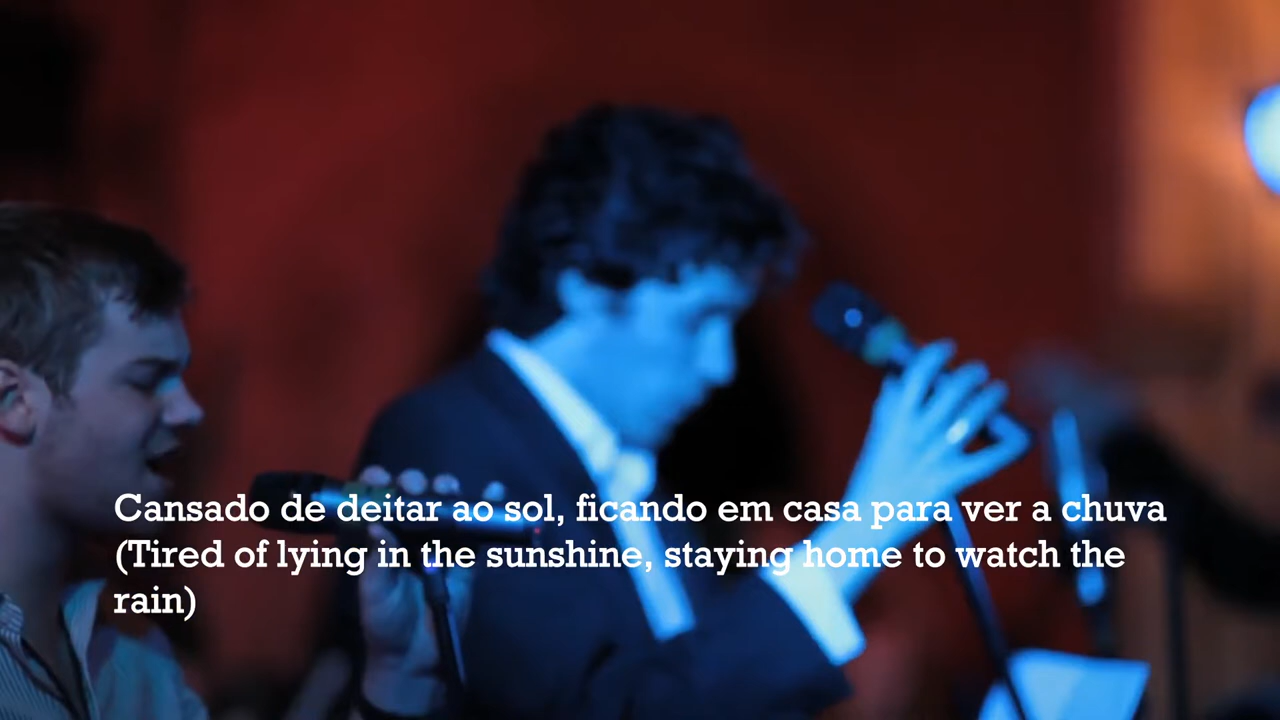 Cansado de deitar ao sol, ficando em casa para ver a chuva
(Tired of lying in the sunshine, staying home to watch the
rain)